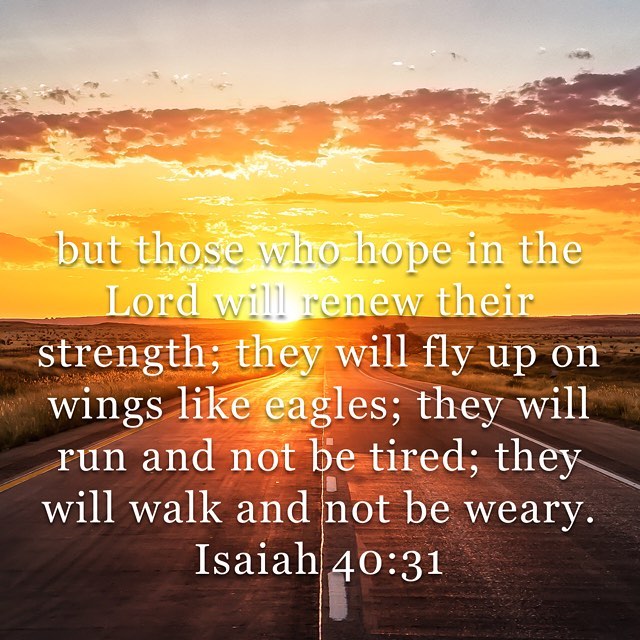 but those who hope in the
Lord will renew their
strength; they will fly up on
wings like eagles; they will
run and not be tired; they
will walk and not be weary.
Isaiah 40:31